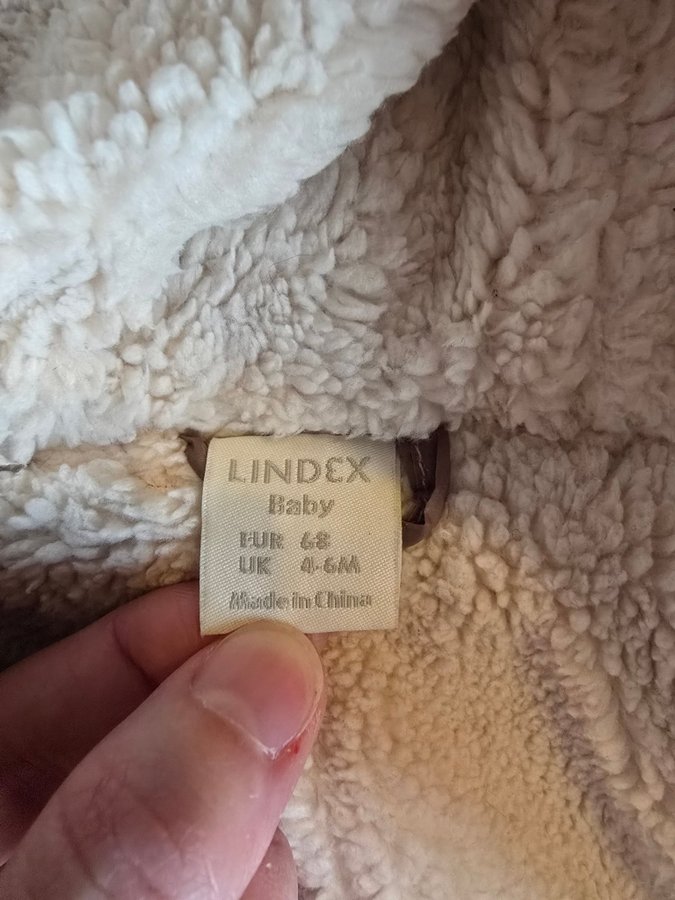 LINDEX
Baby
EUR 68
UK 4-6M
Made in China